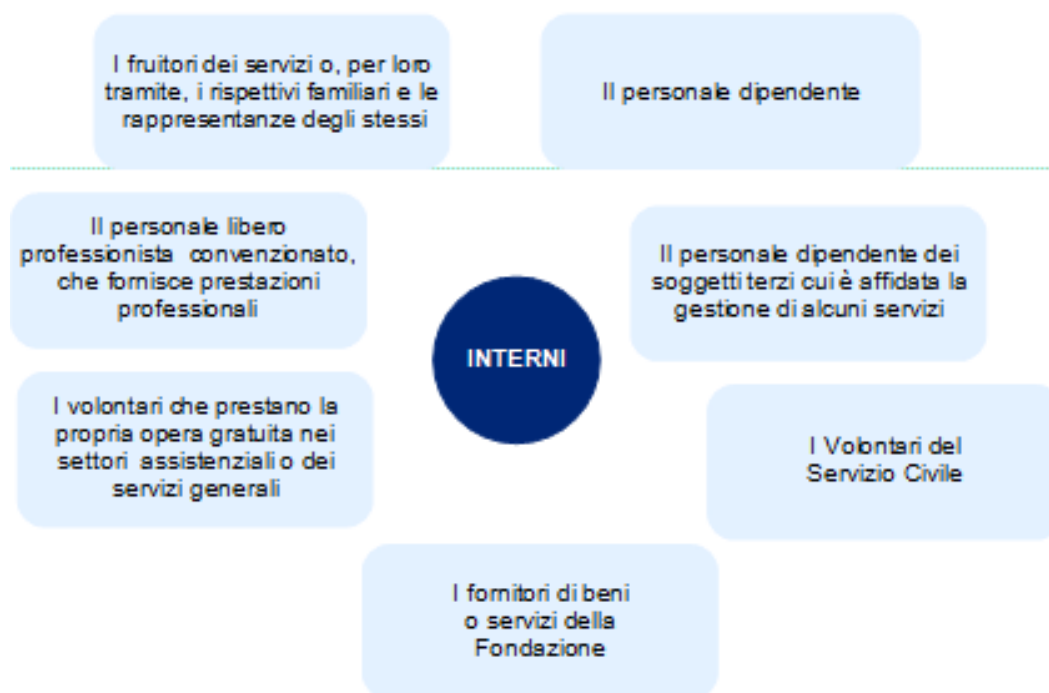 I fruitori dei servizi o, per loro
tramite, i rispettivi familiari e le
rappresentanze degli stessi
Il personale dipendente
Il personale libero
professionista convenzionato,
che fornisce prestazioni
professionali
Il personale dipendente dei
soggetti terzi cui è affidata la
gestione di alcuni servizi
INTERNI
I volontari che prestano la
propria opera gratuita nei
settori assistenziali o dei
servizi generali
I Volontari del
Servizio Civile
I fornitori di beni
o servizi della
Fondazione